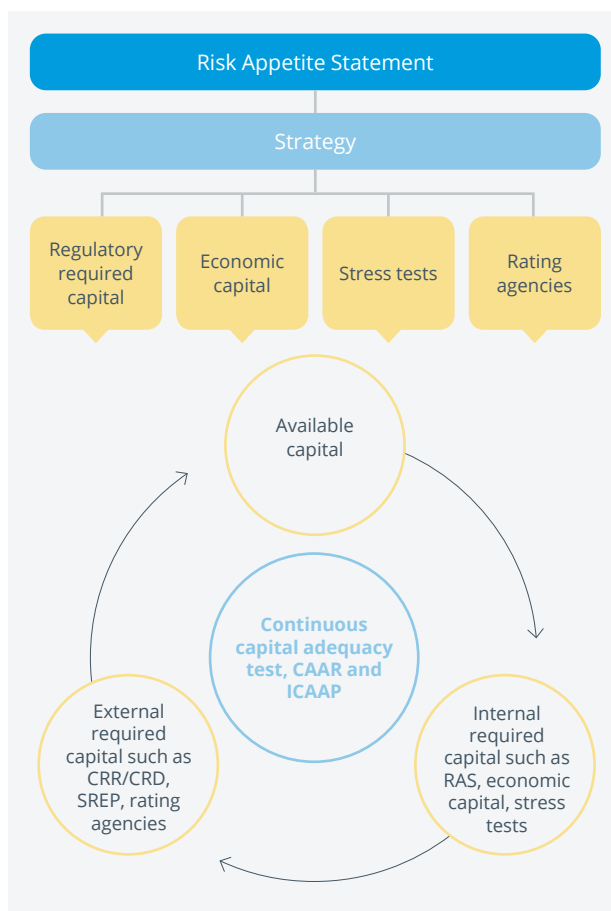 Risk Appetite Statement
Strategy
Regulatory
required
capital
Economic
capital
Stress tests
Rating
agencies
Available
capital
Continuous
capital adequacy
test, CAAR and
ICAAP
External
required
capital such as
CRR/CRD,
SREP, rating
agencies
Internal
required
capital such as
RAS, economic
capital, stress
tests